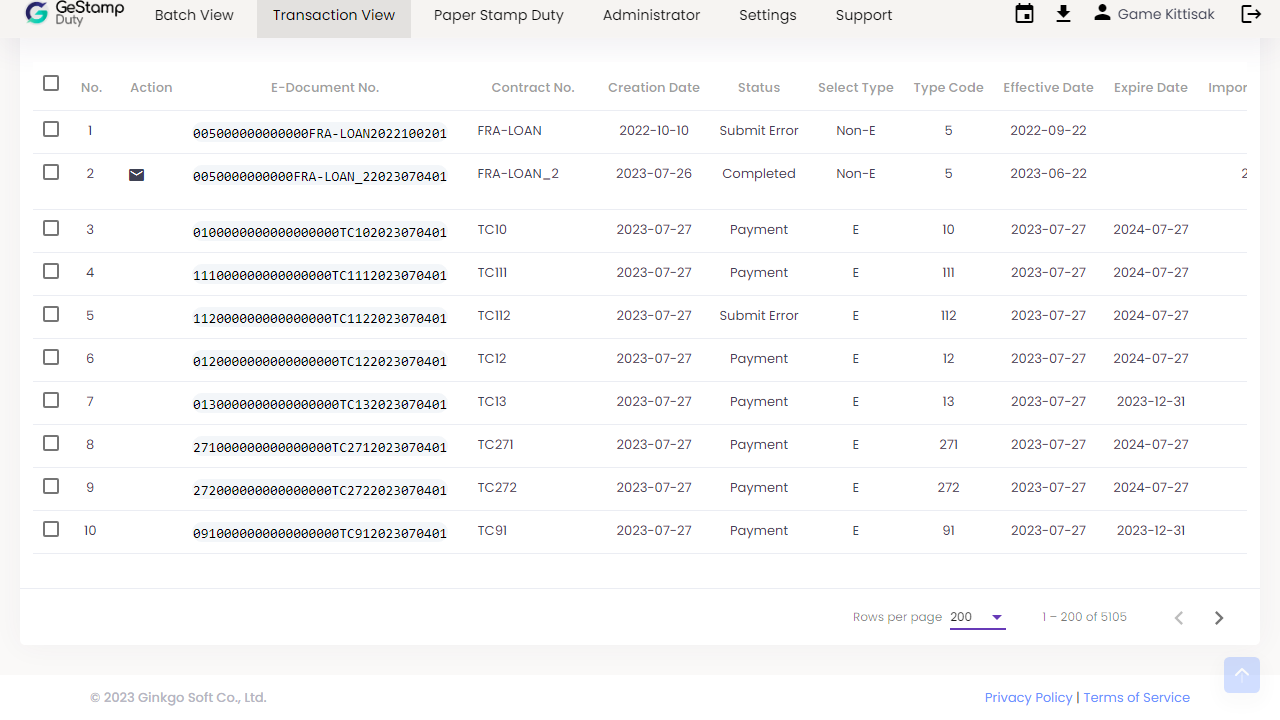 GeStamp
Duty
Batch View Transaction View Paper Stamp Duty Administrator Settings Support Game Kittisak
No. Action E-Document No. Contract No. Creation Date Status Select Type Type Code Effective Date Expire Date Impor
1 005000000000000FRA-LOAN2022100201 FRA-LOAN 2022-10-10 Submit Error Non-E 5 2022-09-22
2 0050000000000FRA-LOAN_22023070401 FRA-LOAN_2 2023-07-26 Completed Non-E 5 2023-06-22 2
3 0100000000000000000TC102023070401 TC10 2023-07-27 Payment E 10 2023-07-27 2024-07-27
4 111000000000000000TC1112023070401 TC111 2023-07-27 Payment E 111 2023-07-27 2024-07-27
5 112000000000000000TC1122023070401 TC112 2023-07-27 Submit Error E 112 2023-07-27 2024-07-27
6 0120000000000000000TC122023070401 TC12 2023-07-27 Payment E 12 2023-07-27 2024-07-27
7 0130000000000000000TC132023070401 TC13 2023-07-27 Payment E 13 2023-07-27 2023-12-31
8 271000000000000000TC2712023070401 TC271 2023-07-27 Payment E 271 2023-07-27 2024-07-27
9 272000000000000000TC2722023070401 TC272 2023-07-27 Payment E 272 2023-07-27 2024-07-27
10 0910000000000000000TC912023070401 TC91 2023-07-27 Payment E 91 2023-07-27 2023-12-31
Rows per page 200 1 – 200 of 5105
© 2023 Ginkgo Soft Co., Ltd. Privacy Policy | Terms of Service